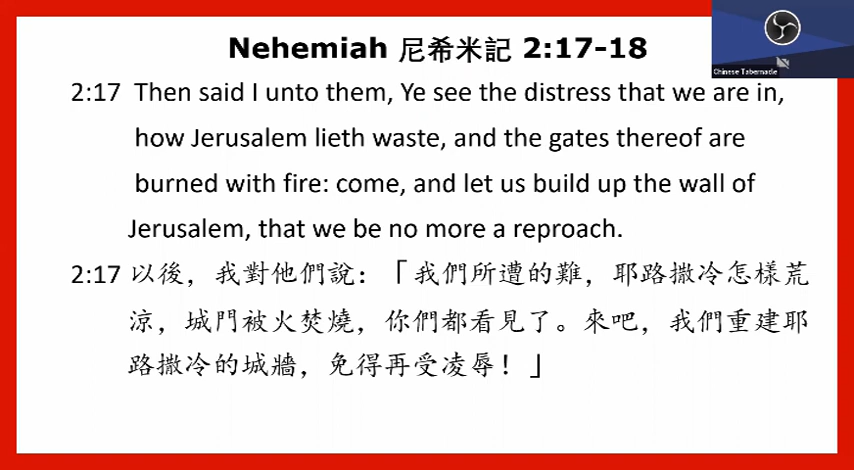 Nehemiah 尼希米記 2:17-18
Chinese Tabernacle
2:17 Then said I unto them, Ye see the distress that we are in,
how Jerusalem lieth waste, and the gates thereof are
burned with fire: come, and let us build up the wall of
Jerusalem, that we be no more a reproach.
2:17 以後，我對他們說：「我們所遭的難，耶路撒冷怎樣荒
涼，城門被火焚燒，你們都看見了。來吧，我們重建耶
路撒冷的城牆，免得再受凌辱！」